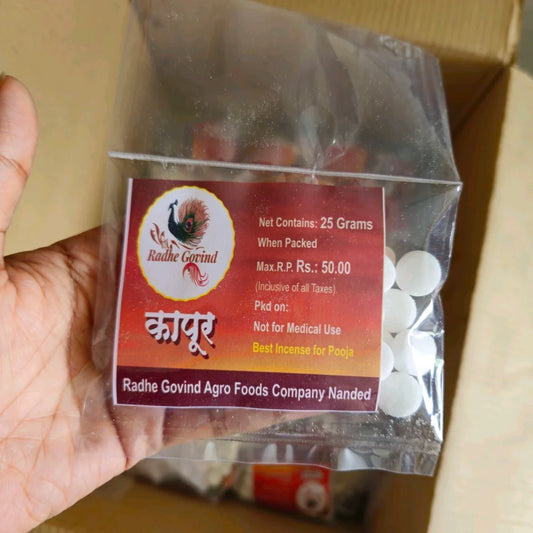 Radhe Govind
कापूर
Net Contains: 25 Grams
When Packed
Max.R.P. Rs.: 50.00
(Inclusive of all Taxes)
Pkd on:
Not for Medical Use
Best Incense for Pooja
Radhe Govind Agro Foods Company Nanded